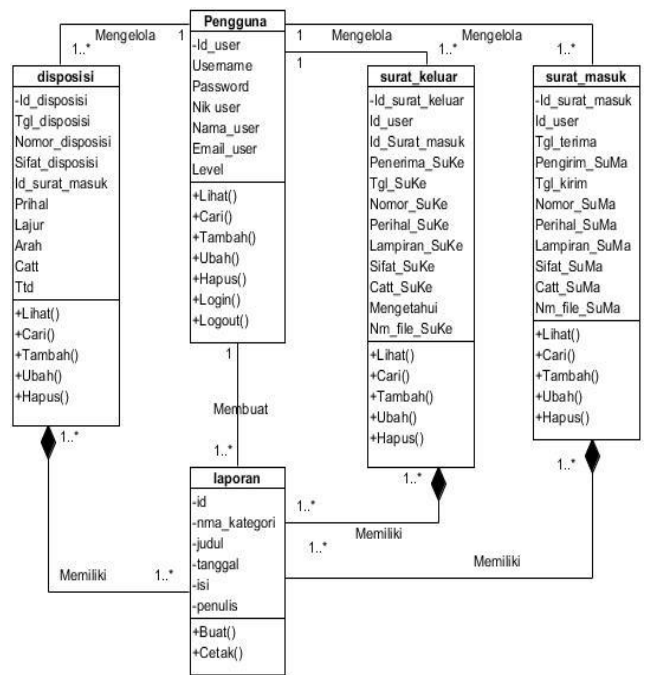 Pengguna
-Id_user
Username
Password
Nik user
Nama_user
Email_user
Level
+Lihat()
+Cari()
+Tambah()
+Ubah()
+Hapus()
+Login()
+Logout()
Mengelola
1
1..*
1
Mengelola
1..*
Mengelola
1..*
1
disposisi
-Id_disposisi
Tgl_disposisi
Nomor_disposisi
Sifat_disposisi
Id_surat_masuk
Prihal
Lajur
Arah
Catt
Ttd
+Lihat()
+Cari()
+Tambah()
+Ubah()
+Hapus()
surat_keluar
-Id_surat_keluar
Id_user
Id_Surat_masuk
Penerima_SuKe
Tgl_SuKe
Nomor_SuKe
Perihal_SuKe
Lampiran_SuKe
Sifat_SuKe
Catt_SuKe
Mengetahui
Nm_file_SuKe
+Lihat()
+Cari()
+Tambah()
+Ubah()
+Hapus()
surat_masuk
-Id_surat_masuk
Id_user
Tgl_terima
Pengirim_SuMa
Tgl_kirim
Nomor_SuMa
Perihal_SuMa
Lampiran_SuMa
Sifat_SuMa
Catt_SuMa
Nm_file_SuMa
+Lihat()
+Cari()
+Tambah()
+Ubah()
+Hapus()
1
Membuat
1..*
1..*
1..*
1..*
laporan
-id
-nma_kategori
-judul
-tanggal
-isi
-penulis
+Buat()
+Cetak()
1..*
Memiliki
1..*
Memiliki
Memiliki
1..*